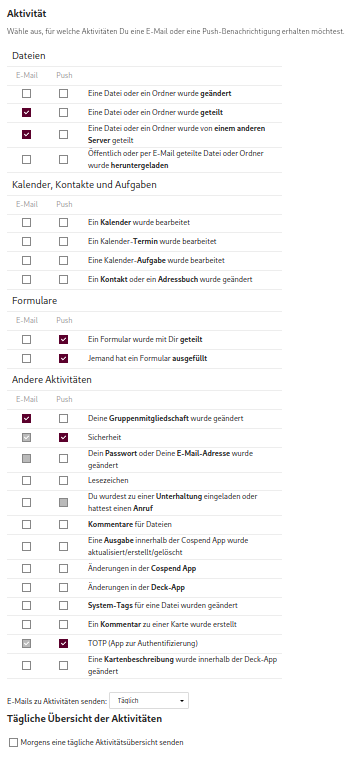 Aktivität
Wähle aus, für welche Aktivitäten Du eine E-Mail oder eine Push-Benachrichtigung erhalten möchtest.
Dateien
E-Mail Push
Eine Datei oder ein Ordner wurde geändert
Eine Datei oder ein Ordner wurde geteilt
Eine Datei oder ein Ordner wurde von einem anderen
Server geteilt
Öffentlich oder per E-Mail geteilte Datei oder Ordner
wurde heruntergeladen
Kalender, Kontakte und Aufgaben
E-Mail Push
Ein Kalender wurde bearbeitet
Ein Kalender-Termin wurde bearbeitet
Eine Kalender-Aufgabe wurde bearbeitet
Ein Kontakt oder ein Adressbuch wurde geändert
Formulare
E-Mail Push
Ein Formular wurde mit Dir geteilt
Jemand hat ein Formular ausgefüllt
Andere Aktivitäten
E-Mail Push
Deine Gruppenmitgliedschaft wurde geändert
Sicherheit
Dein Passwort oder Deine E-Mail-Adresse wurde
geändert
Lesezeichen
Du wurdest zu einer Unterhaltung eingeladen oder
hattest einen Anruf
Kommentare für Dateien
Eine Ausgabe innerhalb der Cospend App wurde
aktualisiert/erstellt/gelöscht
Änderungen in der Cospend App
Änderungen in der Deck-App
System-Tags für eine Datei wurden geändert
Ein Kommentar zu einer Karte wurde erstellt
TOTP (App zur Authentifizierung)
Eine Kartenbeschreibung wurde innerhalb der Deck-App
geändert
E-Mails zu Aktivitäten senden: Täglich
Tägliche Übersicht der Aktivitäten
Morgens eine tägliche Aktivitätsübersicht senden